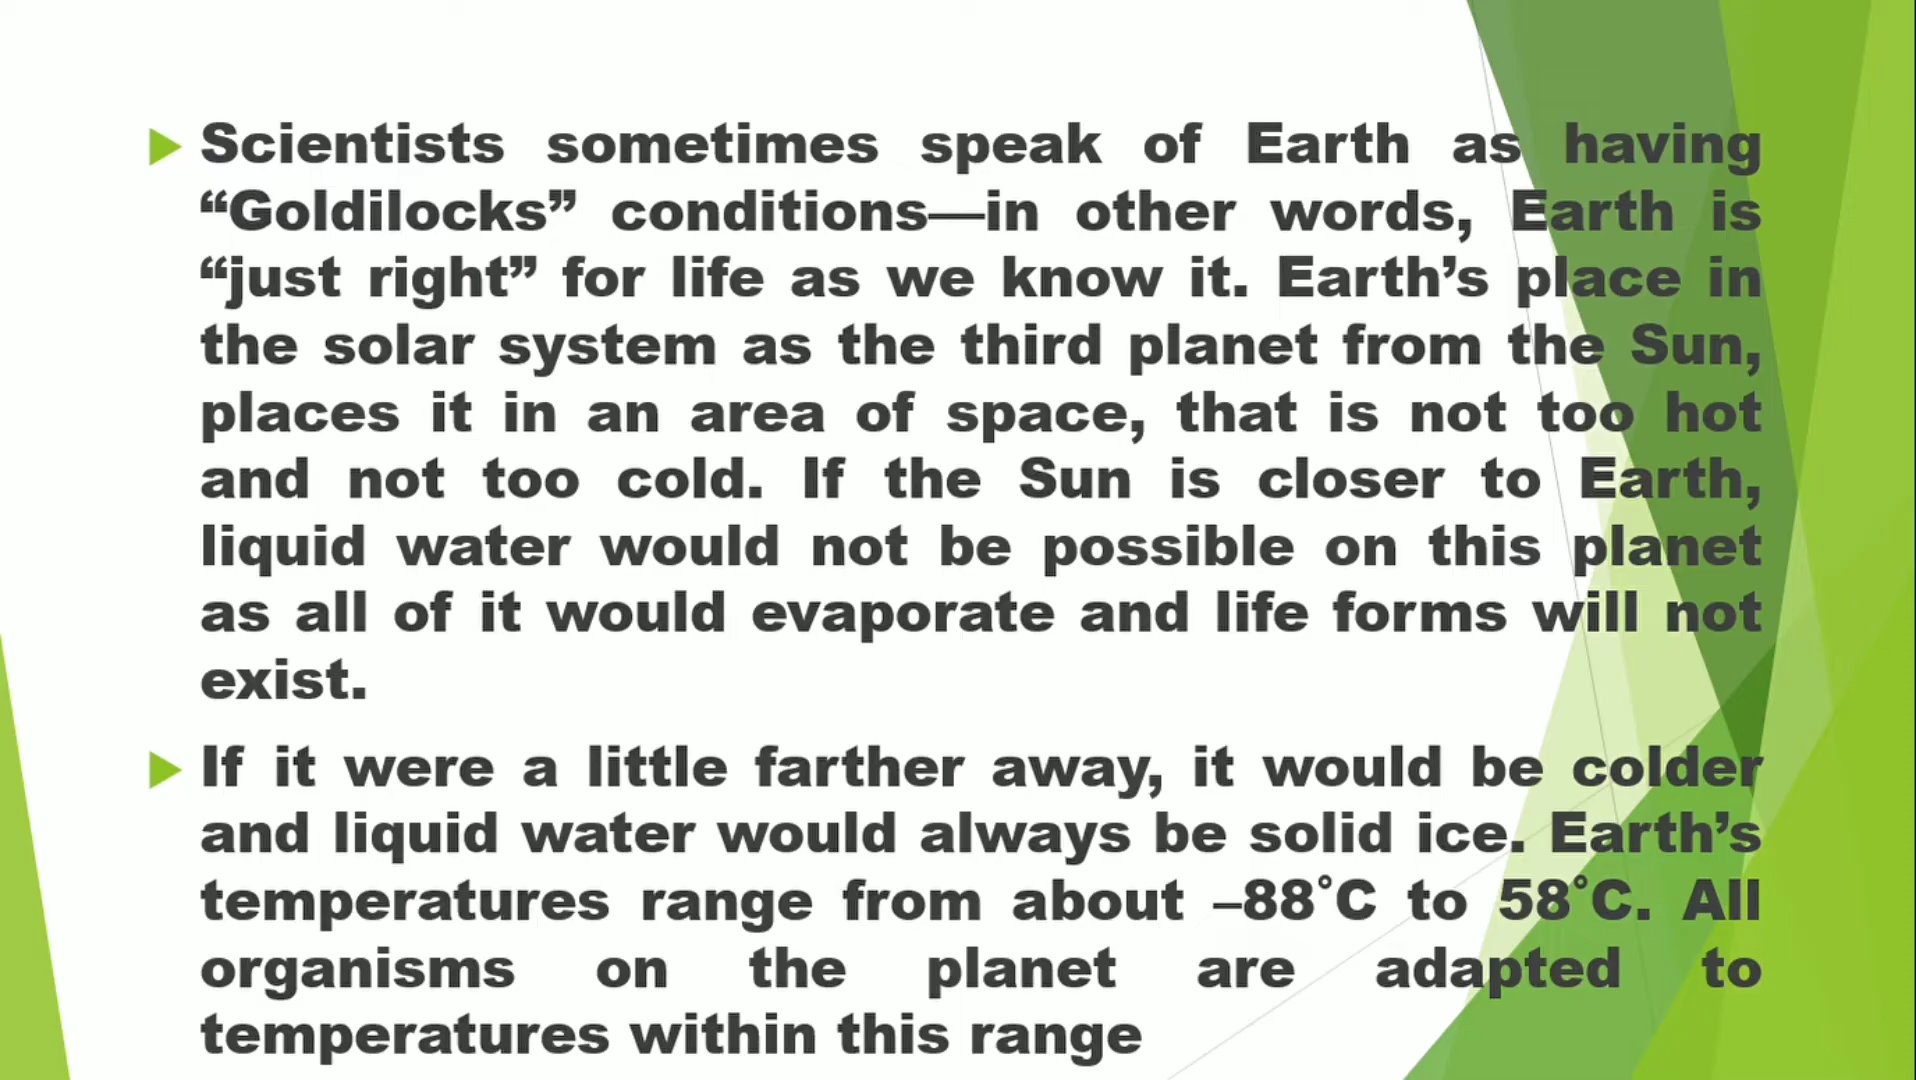 Scientists sometimes speak of Earth as having
“Goldilocks” conditions—in other words, Earth is
“just right” for life as we know it. Earth’s place in
the solar system as the third planet from the Sun,
places it in an area of space, that is not too hot
and not too cold. If the Sun is closer to Earth,
liquid water would not be possible on this planet
as all of it would evaporate and life forms will not
exist.
If it were a little farther away, it would be colder
and liquid water would always be solid ice. Earth’s
temperatures range from about –88˚C to 58˚C. All
organisms on the planet are adapted to
temperatures within this range